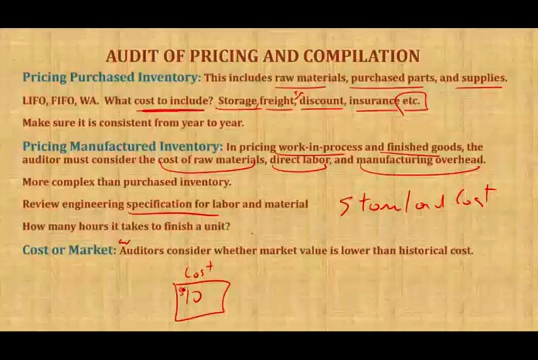 AUDIT OF PRICING AND COMPILATION
Pricing Purchased Inventory: This includes raw materials, purchased parts, and supplies.
LIFO, FIFO, WA. What cost to include? Storage, freight, discount, insurance etc.
Make sure it is consistent from year to year.
Pricing Manufactured Inventory: In pricing work-in-process and finished goods, the
auditor must consider the cost of raw materials, direct labor, and manufacturing overhead.
More complex than purchased inventory.
Review engineering specification for labor and material
Standard Cost
How many hours it takes to finish a unit?
Cost or Market: Auditors consider whether market value is lower than historical cost.
Cost
$10